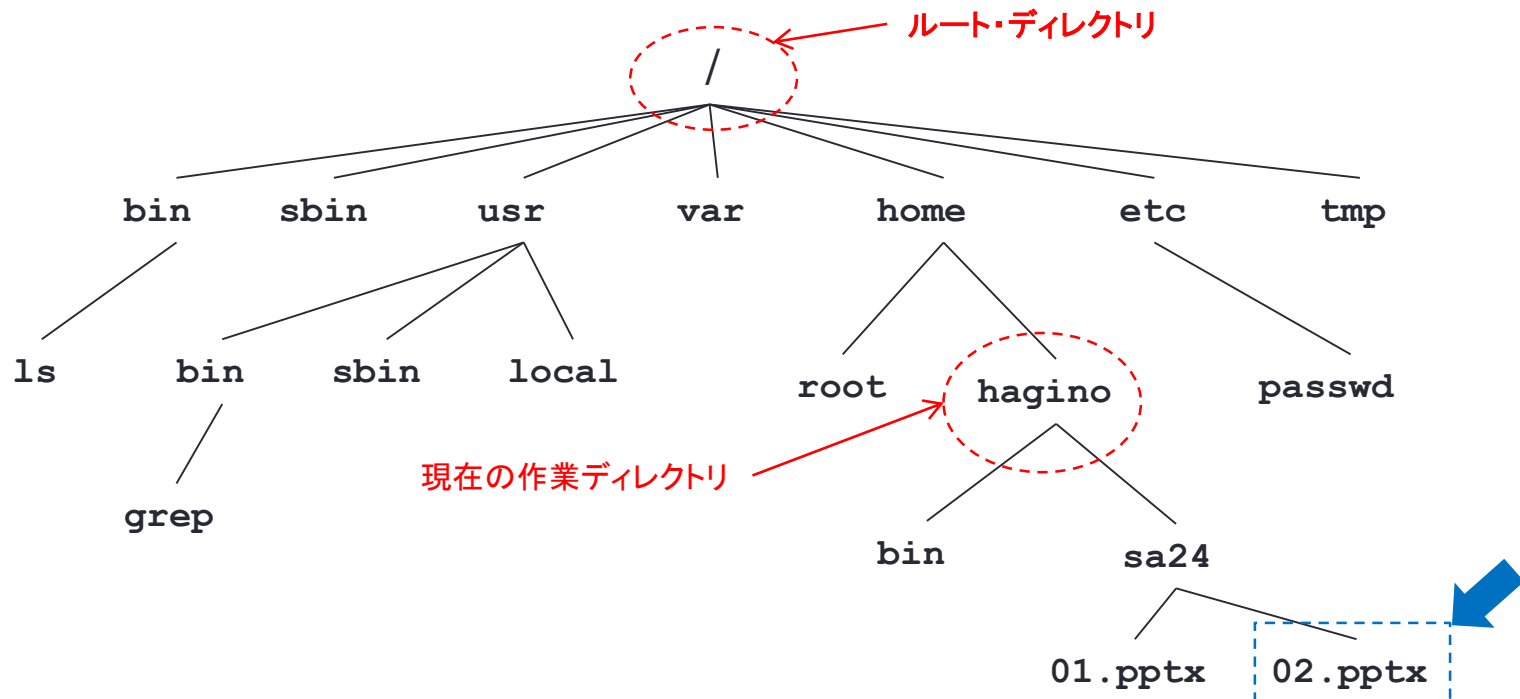 ルート・ディレクトリ
/
bin sbin usr var home etc tmp
ls bin sbin local root hagino passwd
現在の作業ディレクトリ
grep
bin sa24
01.pptx 02.pptx